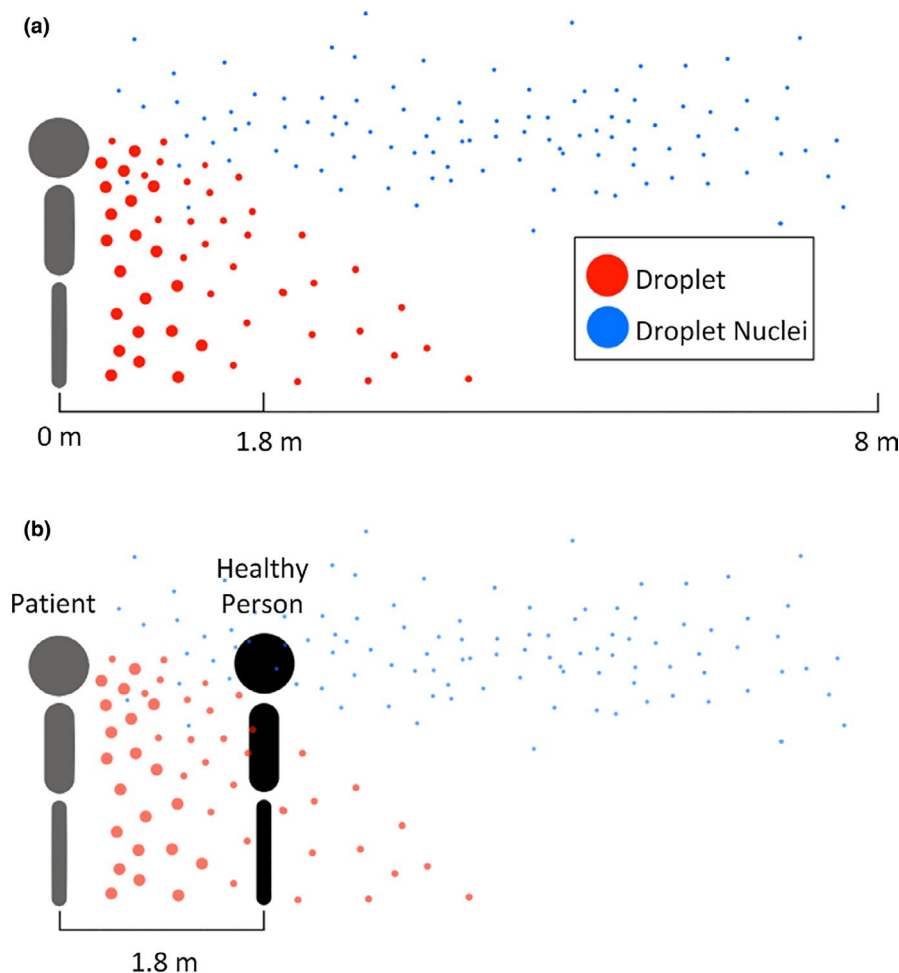 (a)
Droplet
Droplet Nuclei
0 m
1.8 m
8 m
(b)
Healthy
Person
Patient
1.8 m